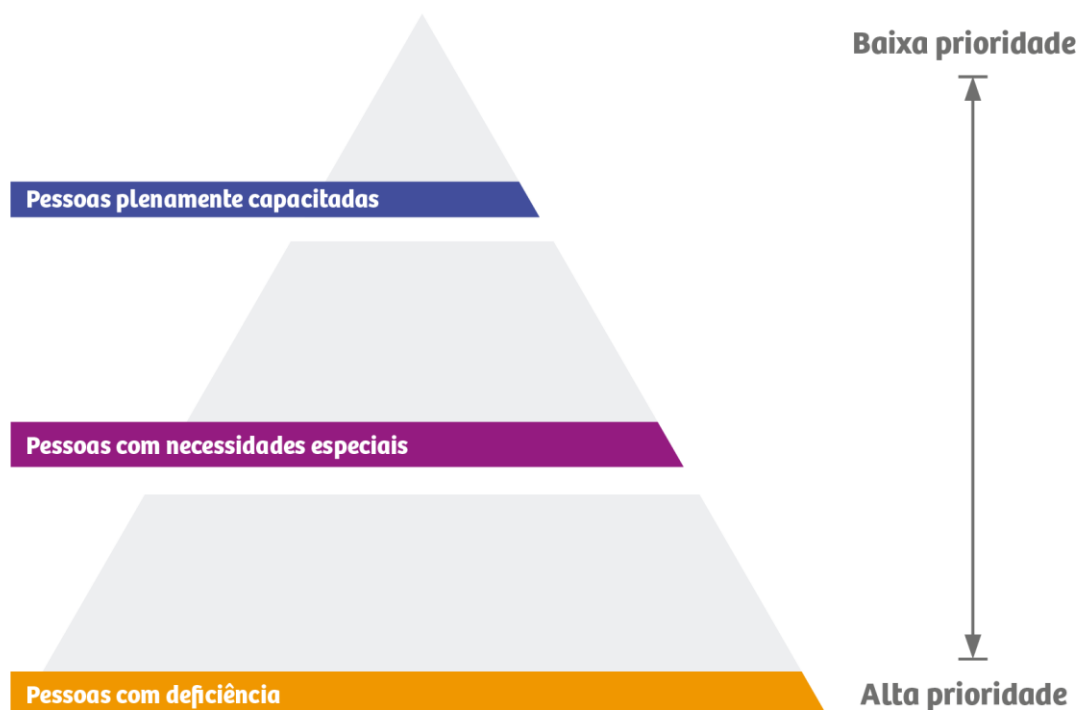 Baixa prioridade
Pessoas plenamente capacitadas
Pessoas com necessidades especiais
Pessoas com deficiência
Alta prioridade